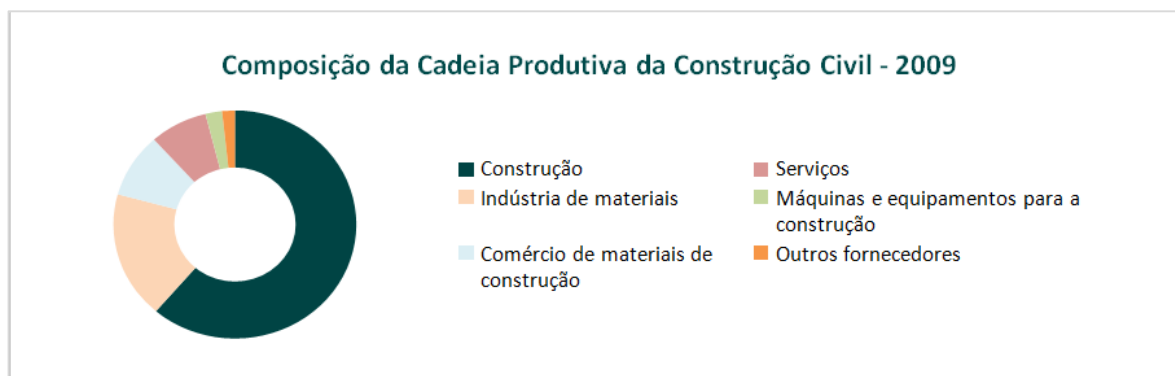 Composição da Cadeia Produtiva da Construção Civil - 2009
Construção
Serviços
Indústria de materiais
Máquinas e equipamentos para a
construção
Comércio de materiais de
construção
Outros fornecedores